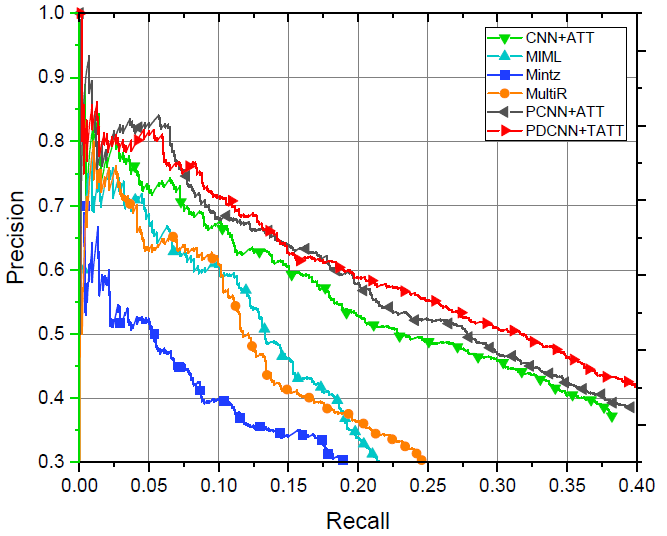 1.0
0.9
0.8
0.7
0.6
0.5
0.4
0.3
Precision
CNN+ATT
MIML
Mintz
MultiR
PCNN+ATT
PDCNN+TATT
0.00 0.05 0.10 0.15 0.20 0.25 0.30 0.35 0.40
Recall